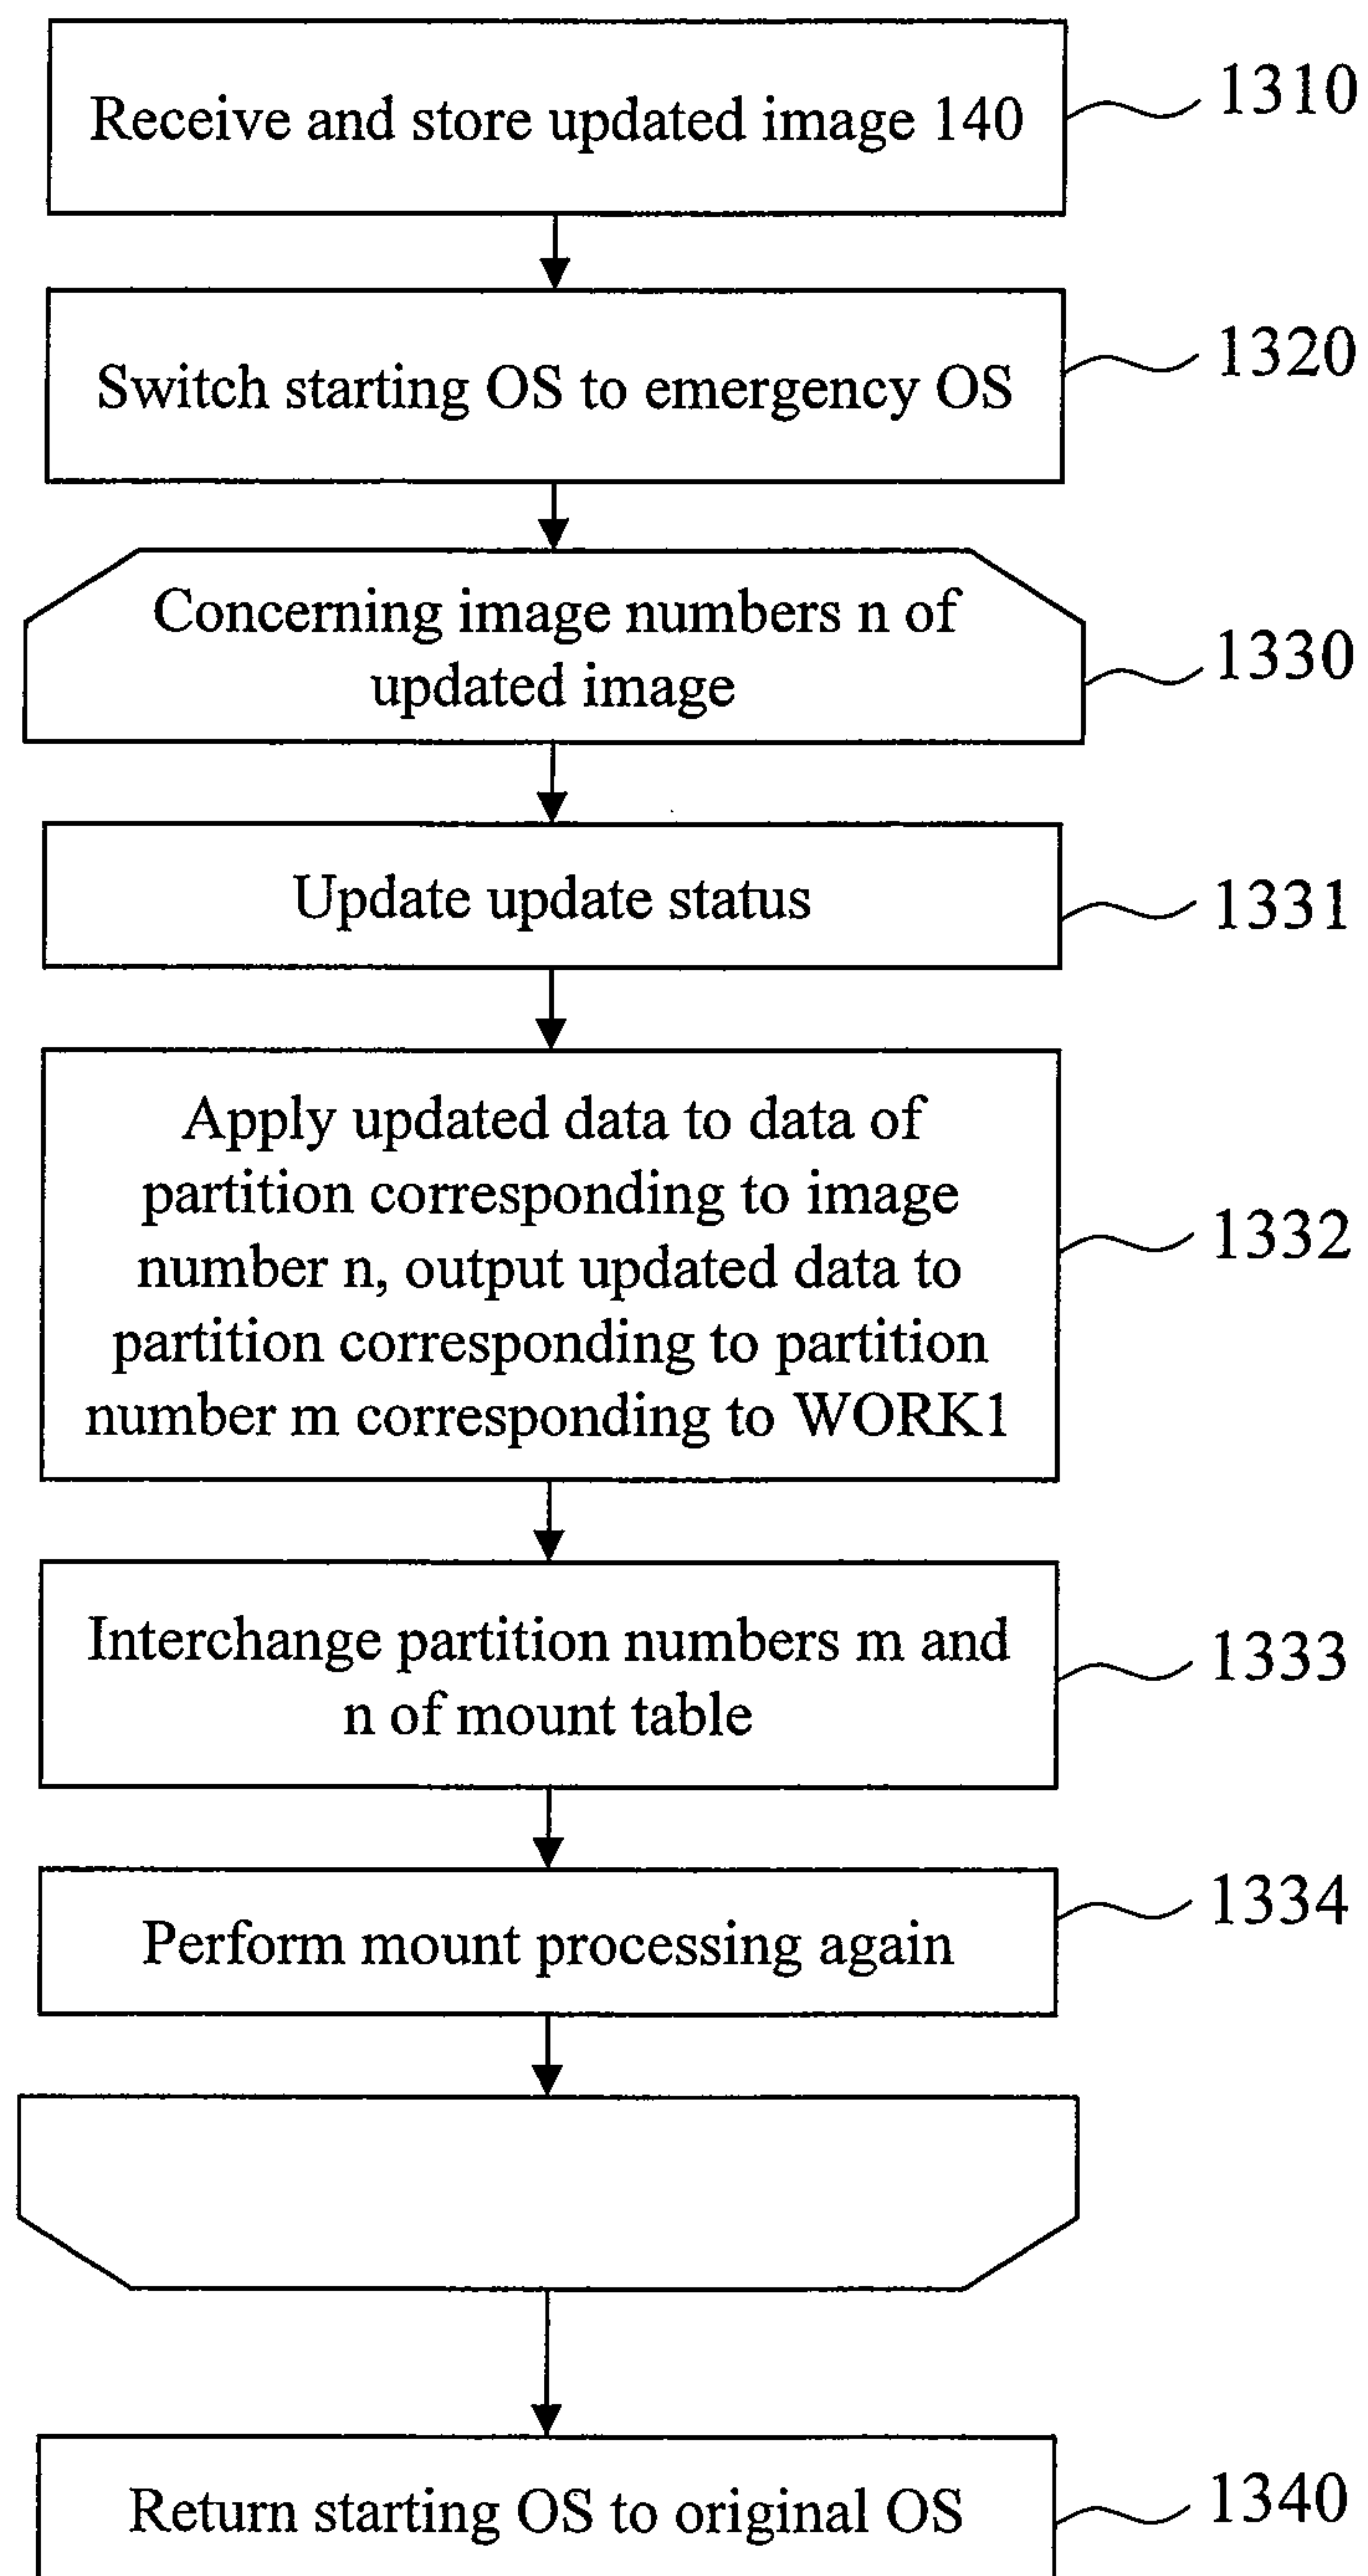 Receive and store updated image 140
1310
Switch starting OS to emergency OS
1320
Concerning image numbers n of
updated image
1330
Update update status
1331
Apply updated data to data of
partition corresponding to image
number n, output updated data to
partition corresponding to partition
number m corresponding to WORK1
1332
Interchange partition numbers m and
n of mount table
1333
Perform mount processing again
1334
Return starting OS to original OS
1340